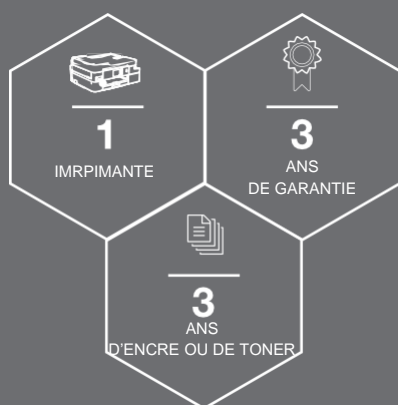 1
IMRPIMANTE
3
ANS
DE GARANTIE
3
ANS
D'ENCRE OU DE TONER